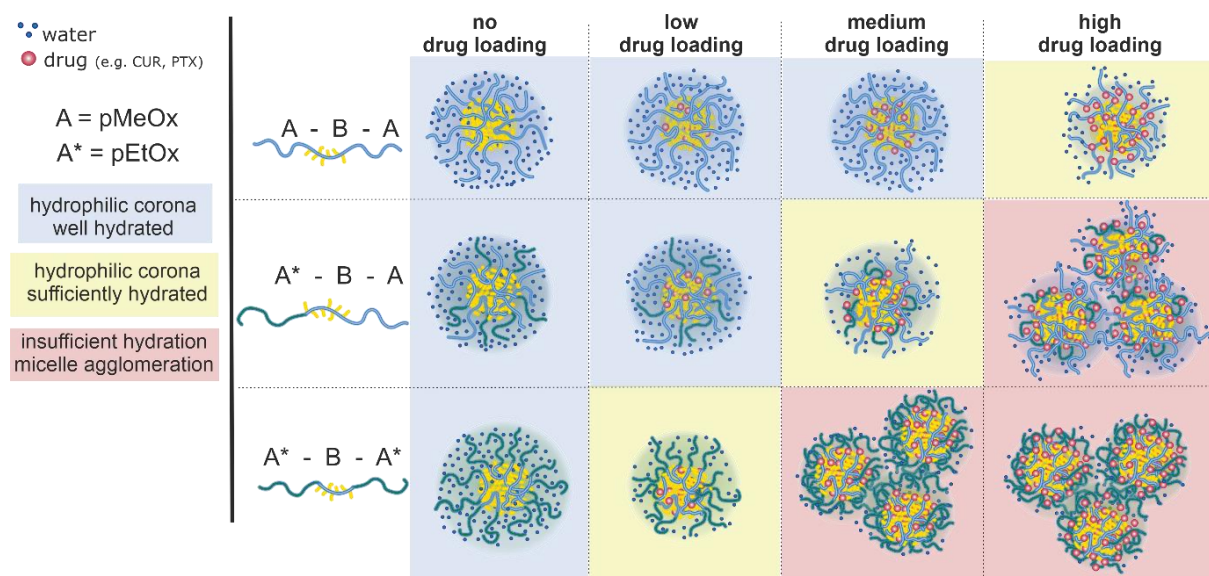 water
drug (e.g. CUR, PTX)
A = pMeOx
A* = pEtOx
hydrophilic corona
well hydrated
hydrophilic corona
sufficiently hydrated
insufficient hydration
micelle agglomeration
no
drug loading
low
drug loading
medium
drug loading
high
drug loading
A - B - A
A* - B - A
A* - B - A*